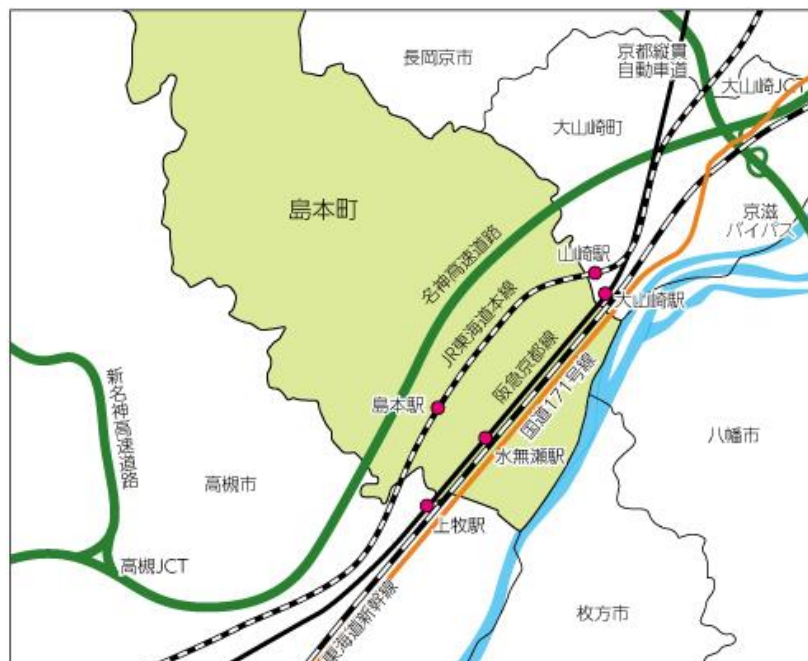 長岡京市
京都縦貫
自動車道
大山崎JCT
大山崎町
島本町
京滋
バイパス
名神高速道路
山崎駅
大山崎駅
JR東海道本線
阪急京都線
国道171号線
新名神高速道路
島本駅
水無瀬駅
八幡市
高槻市
上牧駅
高槻JCT
東海道新幹線
枚方市